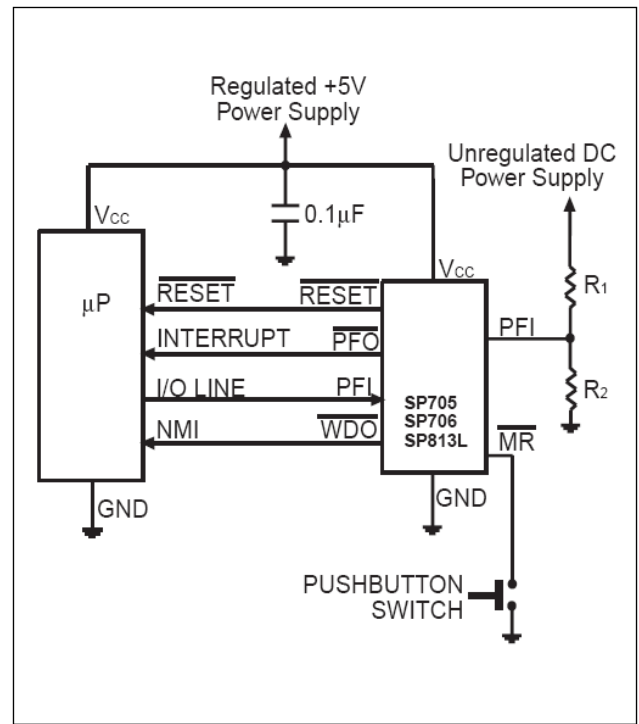 Regulated +5V
Power Supply
Unregulated DC
Power Supply
0.1µF
VCC
VCC
µP
RESET
RESET
R1
INTERRUPT
PFO
PFI
I/O LINE
PFI
R2
SP705
SP706
SP813L
NMI
WDO
MR
GND
GND
PUSHBUTTON
SWITCH